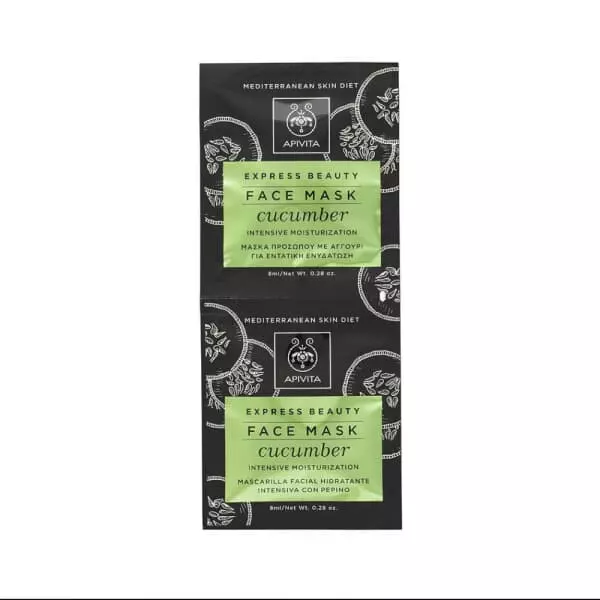 MEDITERRANEAN SKIN DIET
APIVITA
EXPRESS BEAUTY
FACE MASK
cucumber
INTENSIVE MOISTURIZATION
ΜΑΣΚΑ ΠΡΟΣΩΠΟΥ ΜΕ ΑΓΓΟΥΡΙ
ΓΙΑ ΕΝΤΑΤΙΚΗ ΕΝΥΔΑΤΩΣΗ
8ml/Net Wt. 0.28 oz.
MEDITERRANEAN SKIN DIET
APIVITA
EXPRESS BEAUTY
FACE MASK
cucumber
INTENSIVE MOISTURIZATION
MASCARILLA FACIAL HIDRATANTE
INTENSIVA CON PEPINO
8ml/Net Wt. 0.28 oz.